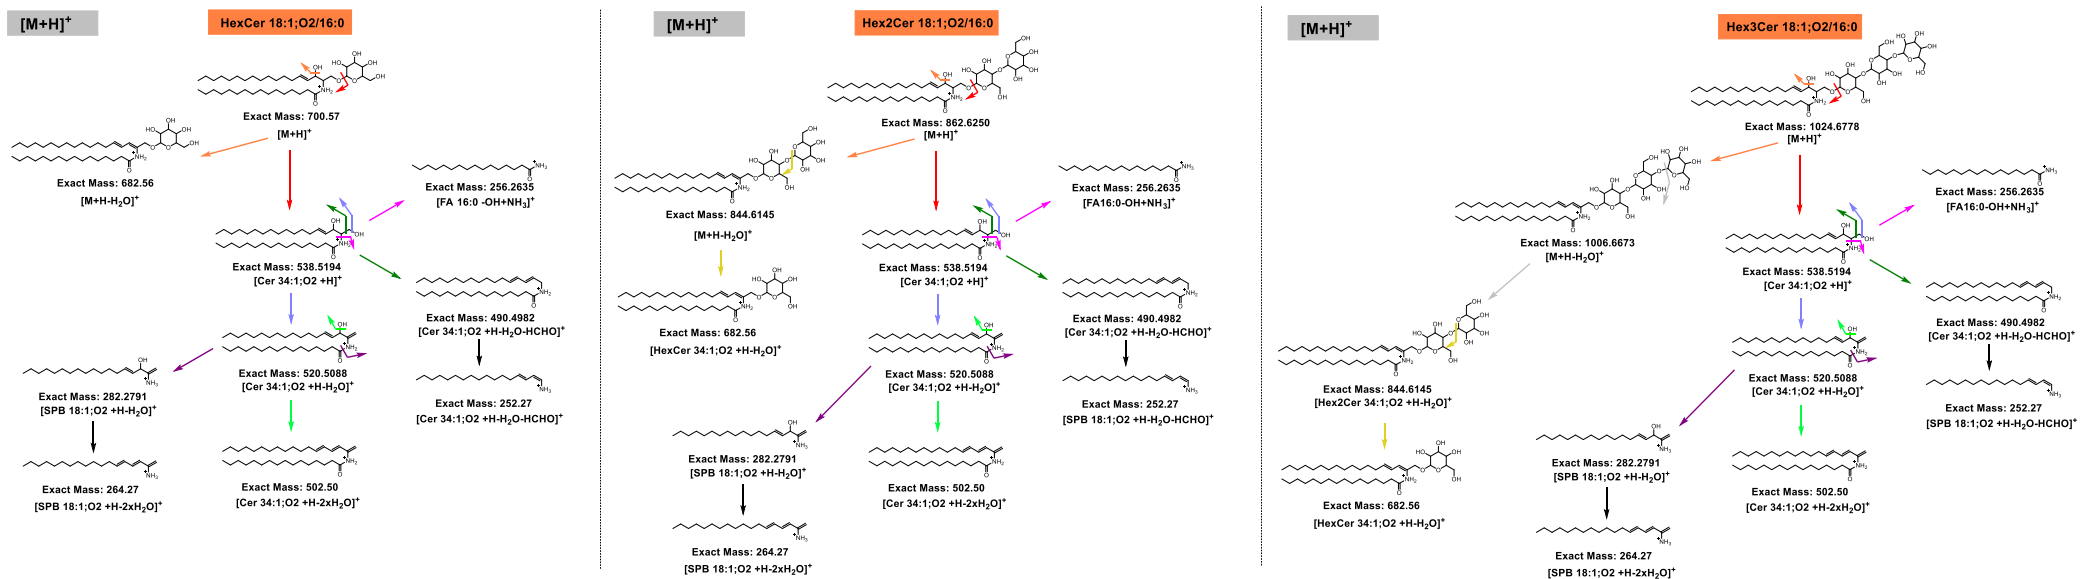 [M+H]+
HexCer 18:1;O2/16:0
Exact Mass: 700.57
[M+H]+
Exact Mass: 682.56
[M+H-H2O]+
Exact Mass: 256.2635
[FA 16:0 -OH+NH3]+
Exact Mass: 538.5194
[Cer 34:1;O2 +H]+
Exact Mass: 490.4982
[Cer 34:1;O2 +H-H2O-HCHO]+
Exact Mass: 520.5088
[Cer 34:1;O2 +H-H2O]+
Exact Mass: 282.2791
[SPB 18:1;O2 +H-H2O]+
Exact Mass: 252.27
[Cer 34:1;O2 +H-H2O-HCHO]+
Exact Mass: 264.27
[SPB 18:1;O2 +H-2xH2O]+
Exact Mass: 502.50
[Cer 34:1;O2 +H-2xH2O]+
[M+H]+
Hex2Cer 18:1;O2/16:0
Exact Mass: 862.6250
[M+H]+
Exact Mass: 844.6145
[M+H-H2O]+
Exact Mass: 256.2635
[FA16:0-OH+NH3]+
Exact Mass: 538.5194
[Cer 34:1;O2 +H]+
Exact Mass: 682.56
[HexCer 34:1;O2 +H-H2O]+
Exact Mass: 490.4982
[Cer 34:1;O2 +H-H2O-HCHO]+
Exact Mass: 520.5088
[Cer 34:1;O2 +H-H2O]+
Exact Mass: 252.27
[SPB 18:1;O2 +H-H2O-HCHO]+
Exact Mass: 282.2791
[SPB 18:1;O2 +H-H2O]+
Exact Mass: 502.50
[Cer 34:1;O2 +H-2xH2O]+
Exact Mass: 264.27
[SPB 18:1;O2 +H-2xH2O]+
[M+H]+
Hex3Cer 18:1;O2/16:0
Exact Mass: 1024.6778
[M+H]+
Exact Mass: 1006.6673
[M+H-H2O]+
Exact Mass: 256.2635
[FA16:0-OH+NH3]+
Exact Mass: 538.5194
[Cer 34:1;O2 +H]+
Exact Mass: 490.4982
[Cer 34:1;O2 +H-H2O-HCHO]+
Exact Mass: 844.6145
[Hex2Cer 34:1;O2 +H-H2O]+
Exact Mass: 520.5088
[Cer 34:1;O2 +H-H2O]+
Exact Mass: 252.27
[SPB 18:1;O2 +H-H2O-HCHO]+
Exact Mass: 282.2791
[SPB 18:1;O2 +H-H2O]+
Exact Mass: 682.56
[HexCer 34:1;O2 +H-H2O]+
Exact Mass: 502.50
[Cer 34:1;O2 +H-2xH2O]+
Exact Mass: 264.27
[SPB 18:1;O2 +H-2xH2O]+